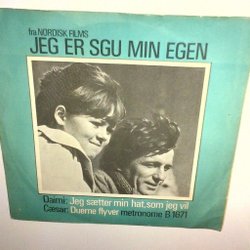 fra NORDISK FILMS
JEG ER SGU MIN EGEN
Daimi: Jeg sætter min hat, som jeg vil
Cæsar: Duerne flyver metronome B 1671